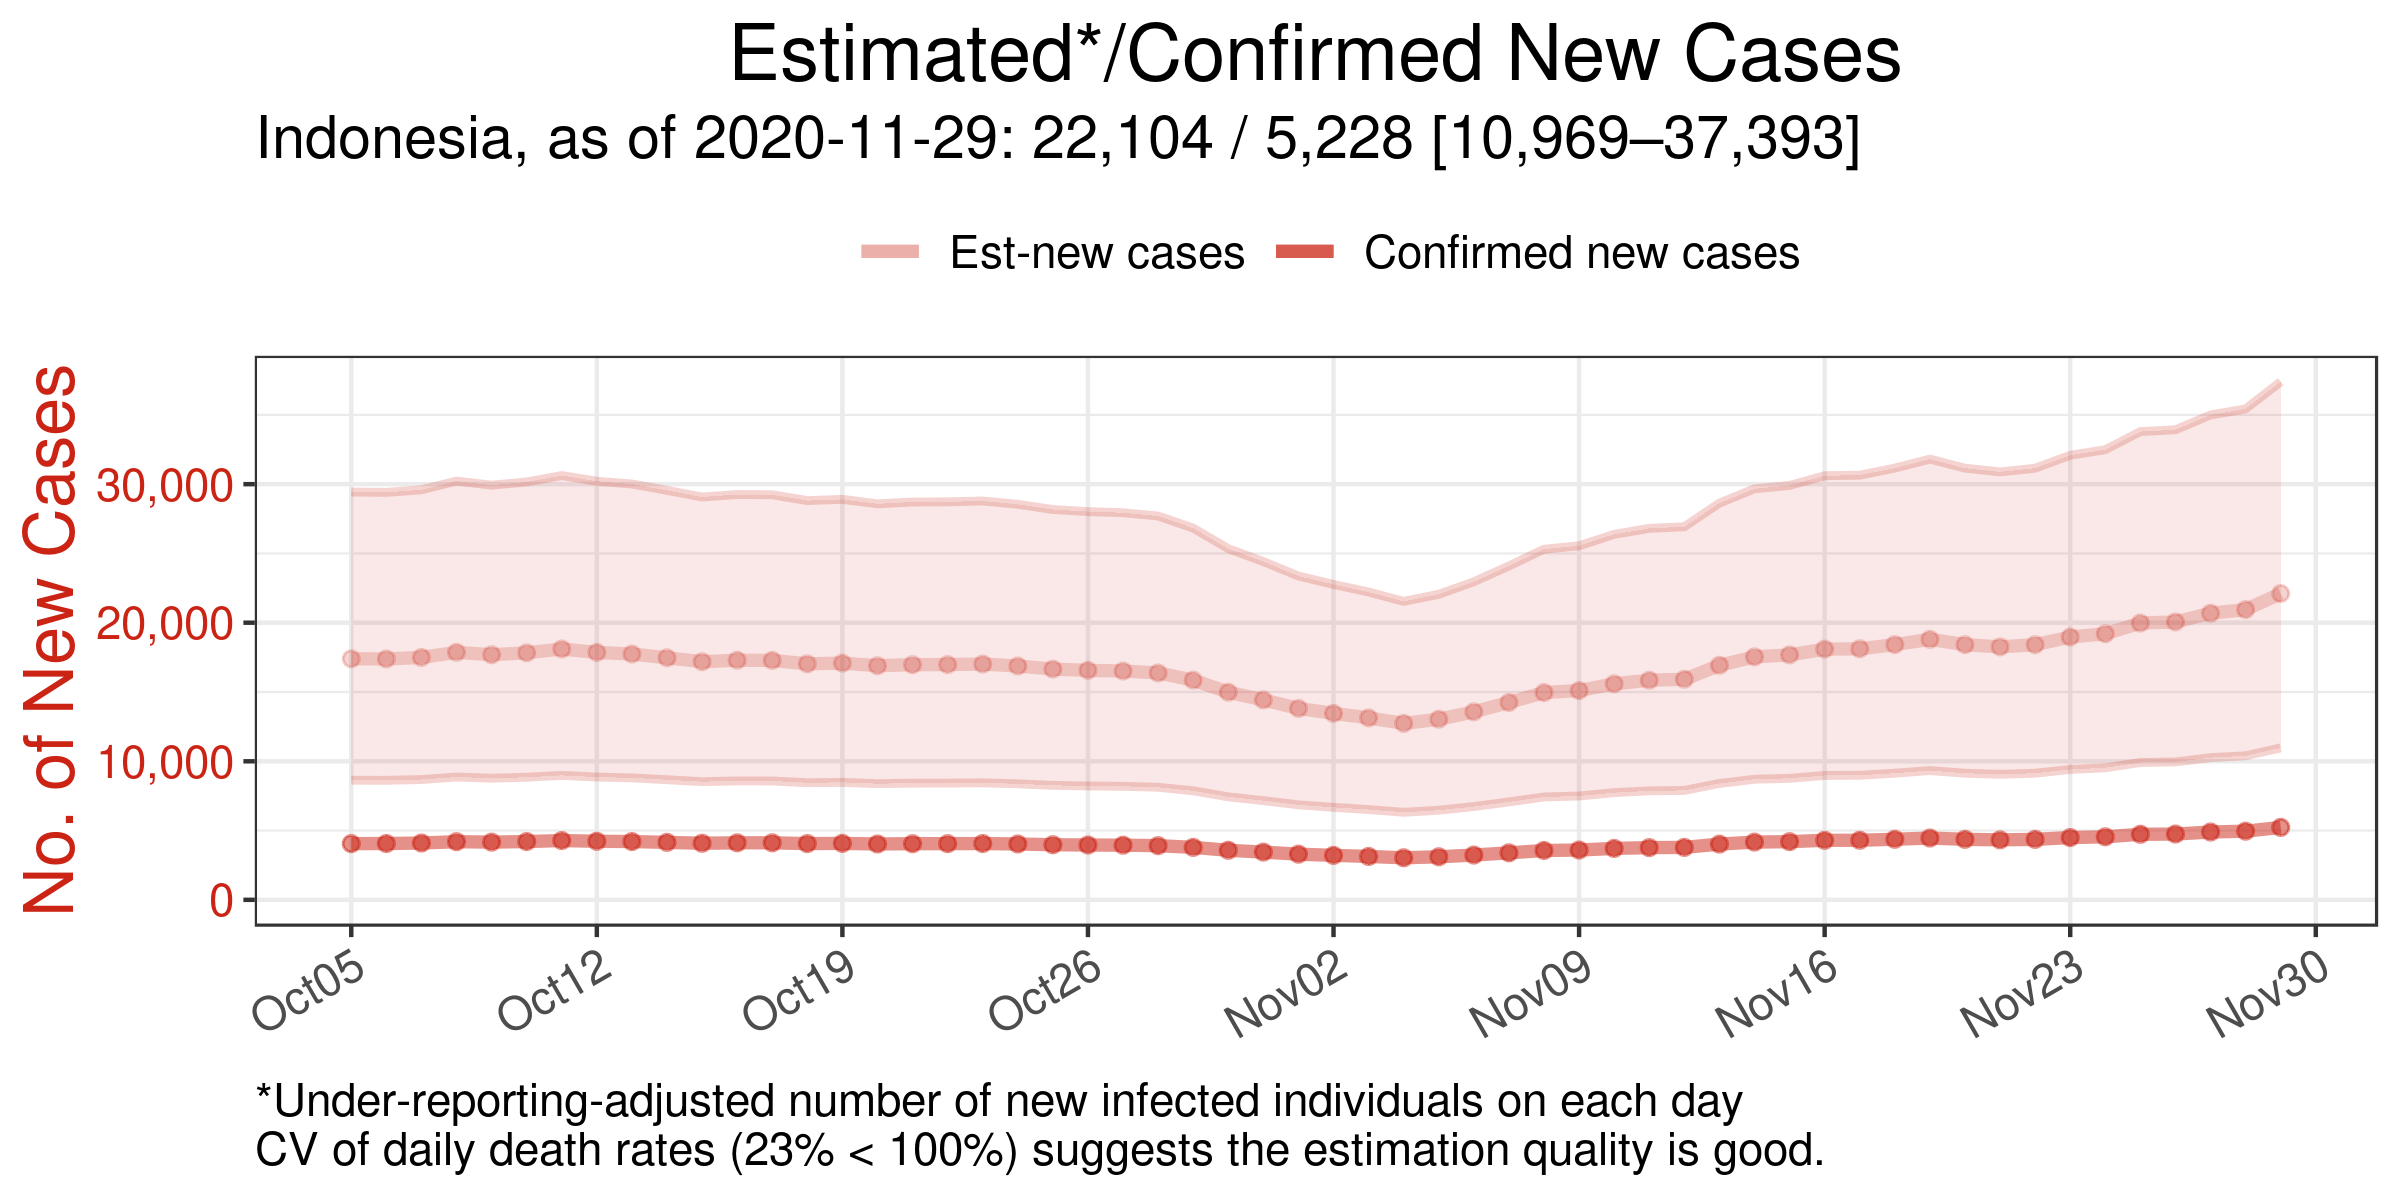 Estimated*/Confirmed New Cases
Indonesia, as of 2020-11-29: 22,104 / 5,228 [10,969–37,393]
Est-new cases
Confirmed new cases
No. of New Cases
30,000
20,000
10,000
0
Oct05
Oct12
Oct19
Oct26
Nov02
Nov09
Nov16
Nov23
Nov30
*Under-reporting-adjusted number of new infected individuals on each day
CV of daily death rates (23% < 100%) suggests the estimation quality is good.